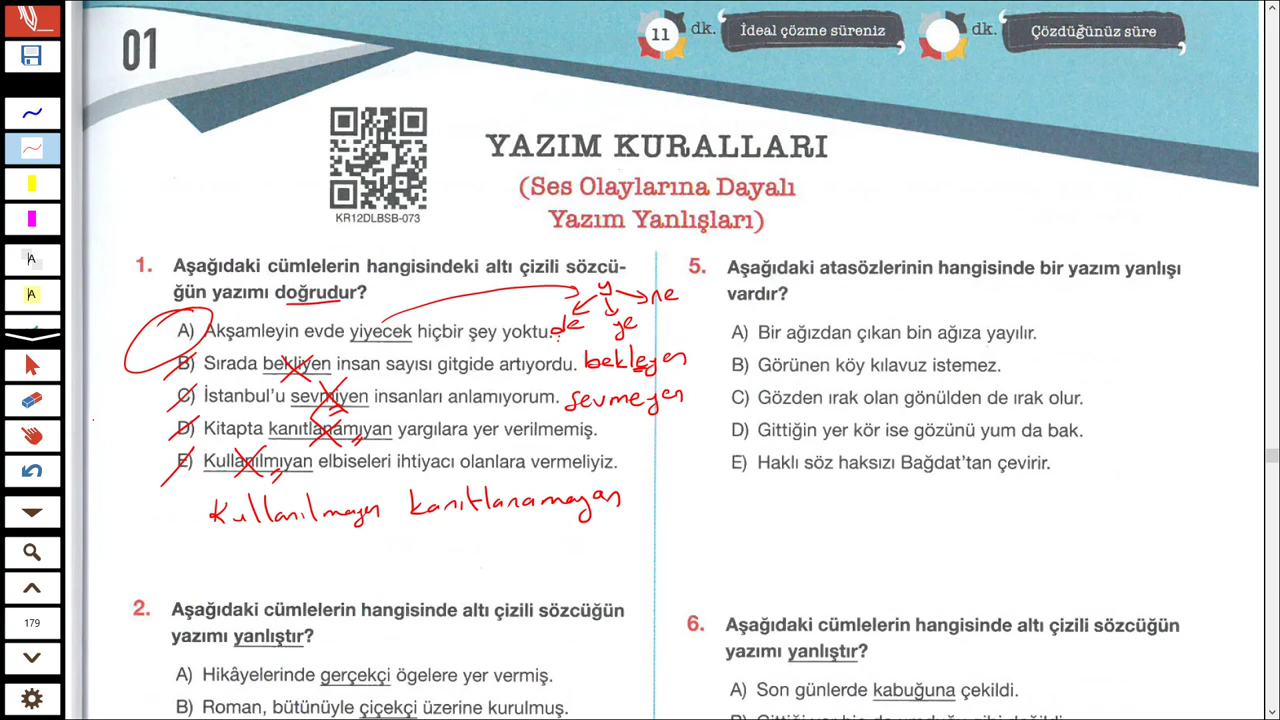 01
11 dk. İdeal çözme süreniz
dk. Çözdüğünüz süre
KR12DLBSB-073
YAZIM KURALLARI
(Ses Olaylarına Dayalı
Yazım Yanlışları)
1. Aşağıdaki cümlelerin hangisindeki altı çizili sözcü-
ğün yazımı doğrudur?
y
de ye ne
A) Akşamleyin evde yiyecek hiçbir şey yoktu.
B) Sırada bekliyen insan sayısı gitgide artıyordu. bekleyen
C) İstanbul'u sevmiyen insanları anlamıyorum. sevmeyen
D) Kitapta kanıtlanamıyan yargılara yer verilmemiş.
E) Kullanılmıyan elbiseleri ihtiyacı olanlara vermeliyiz.
Kullanılmayan kanıtlanamayan
2. Aşağıdaki cümlelerin hangisinde altı çizili sözcüğün
yazımı yanlıştır?
A) Hikâyelerinde gerçekçi ögelere yer vermiş.
B) Roman, bütünüyle çiçekçi üzerine kurulmuş.
5. Aşağıdaki atasözlerinin hangisinde bir yazım yanlışı
vardır?
A) Bir ağızdan çıkan bin ağıza yayılır.
B) Görünen köy kılavuz istemez.
C) Gözden ırak olan gönülden de ırak olur.
D) Gittiğin yer kör ise gözünü yum da bak.
E) Haklı söz haksızı Bağdat'tan çevirir.
6. Aşağıdaki cümlelerin hangisinde altı çizili sözcüğün
yazımı yanlıştır?
A) Son günlerde kabuğuna çekildi.
A
A
179